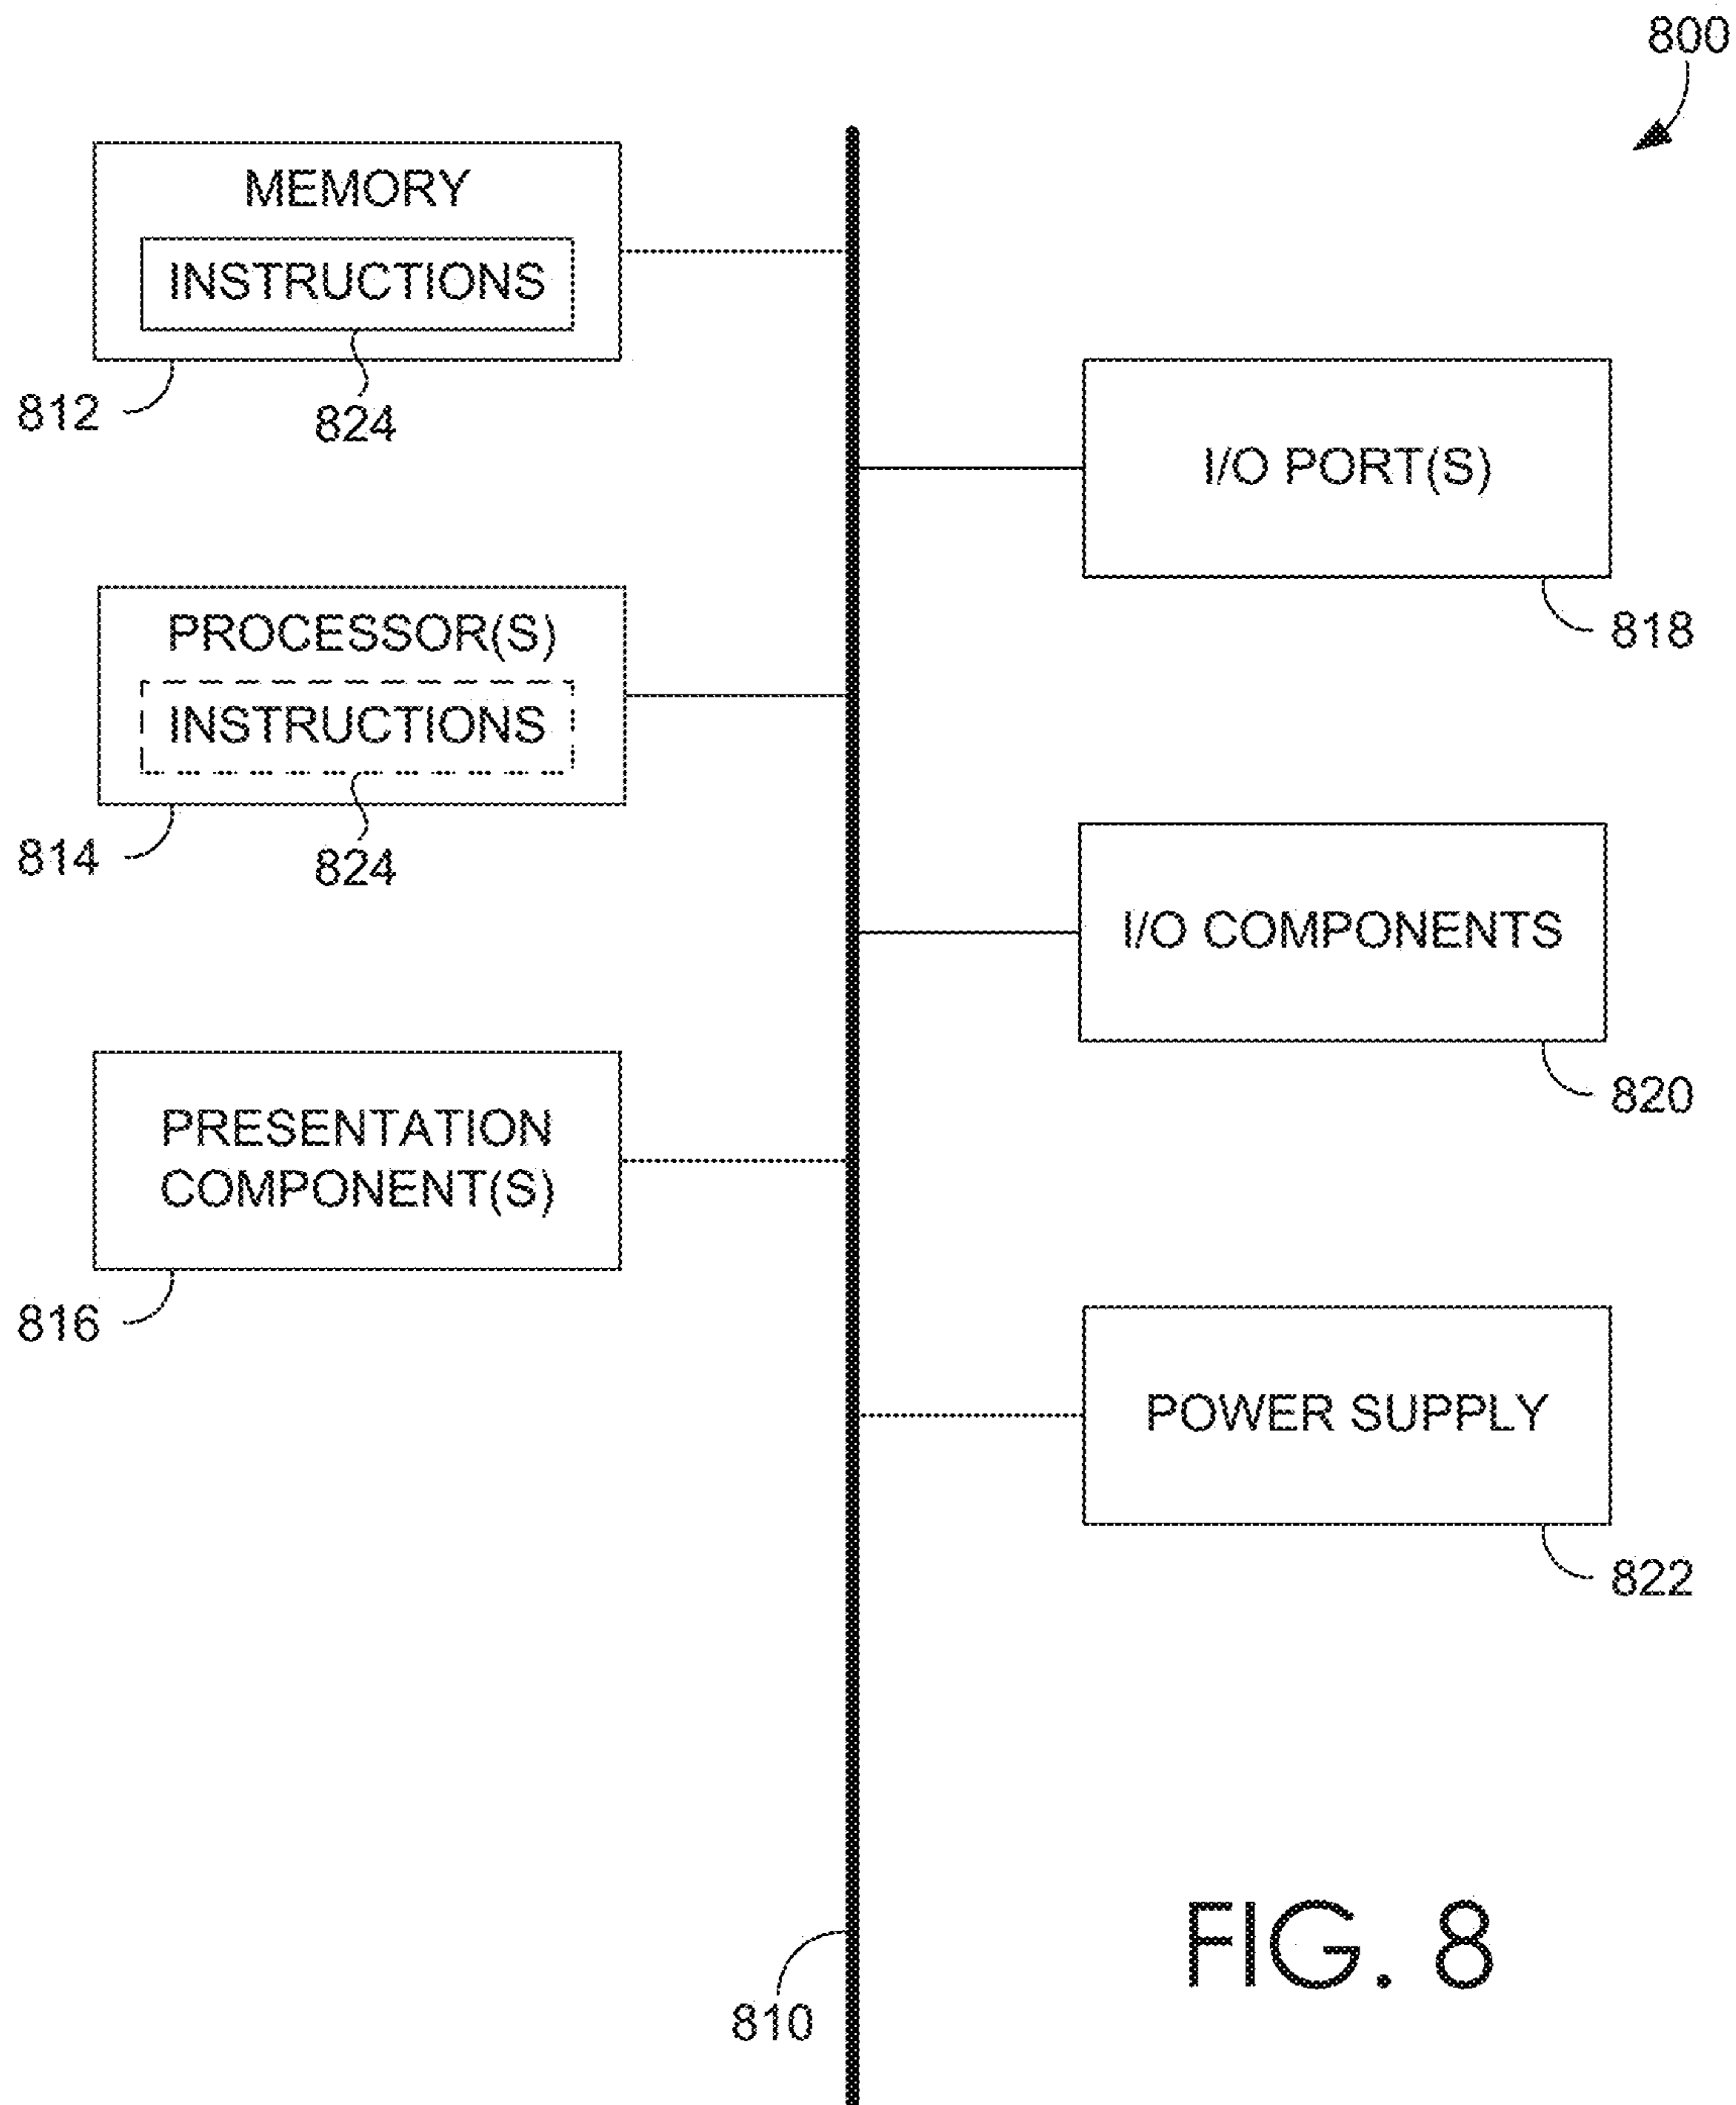 800
MEMORY
INSTRUCTIONS
812
824
I/O PORT(S)
818
PROCESSOR(S)
INSTRUCTIONS
814
824
I/O COMPONENTS
820
PRESENTATION
COMPONENT(S)
816
POWER SUPPLY
822
810
FIG. 8